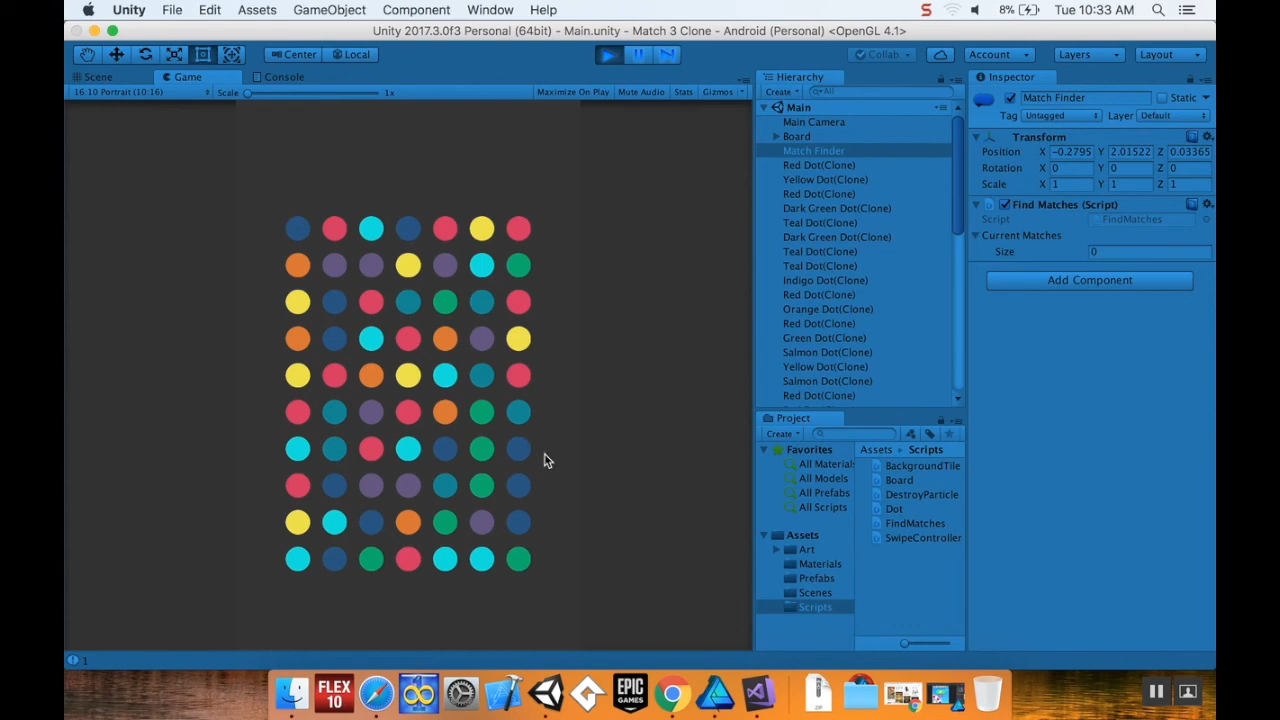 Unity File Edit Assets GameObject Component Window Help 8% Tue 10:33 AM
Unity 2017.3.0f3 Personal (64bit) - Main.unity - Match 3 Clone - Android (Personal) <OpenGL 4.1>
Center Local Collab Account Layers Layout
Scene Game Console Hierarchy Inspector
16:10 Portrait (10:16) Scale 1x Maximize On Play Mute Audio Stats Gizmos Create All
Match Finder Static
Tag Untagged Layer Default
Main
Main Camera
Board
Match Finder
Red Dot(Clone)
Yellow Dot(Clone)
Red Dot(Clone)
Dark Green Dot(Clone)
Teal Dot(Clone)
Dark Green Dot(Clone)
Teal Dot(Clone)
Teal Dot(Clone)
Indigo Dot(Clone)
Red Dot(Clone)
Orange Dot(Clone)
Red Dot(Clone)
Green Dot(Clone)
Salmon Dot(Clone)
Yellow Dot(Clone)
Salmon Dot(Clone)
Red Dot(Clone)
Transform
Position X -0.2795 Y 2.01522 Z 0.03365
Rotation X 0 Y 0 Z 0
Scale X 1 Y 1 Z 1
Find Matches (Script)
Script FindMatches
Current Matches
Size 0
Add Component
Project
Create
Favorites
All Materials
All Models
All Prefabs
All Scripts
Assets
Art
Materials
Prefabs
Scenes
Scripts
Assets Scripts
BackgroundTile
Board
DestroyParticle
Dot
FindMatches
SwipeController
1
FLEX
10
EPIC
GAMES
ZIP